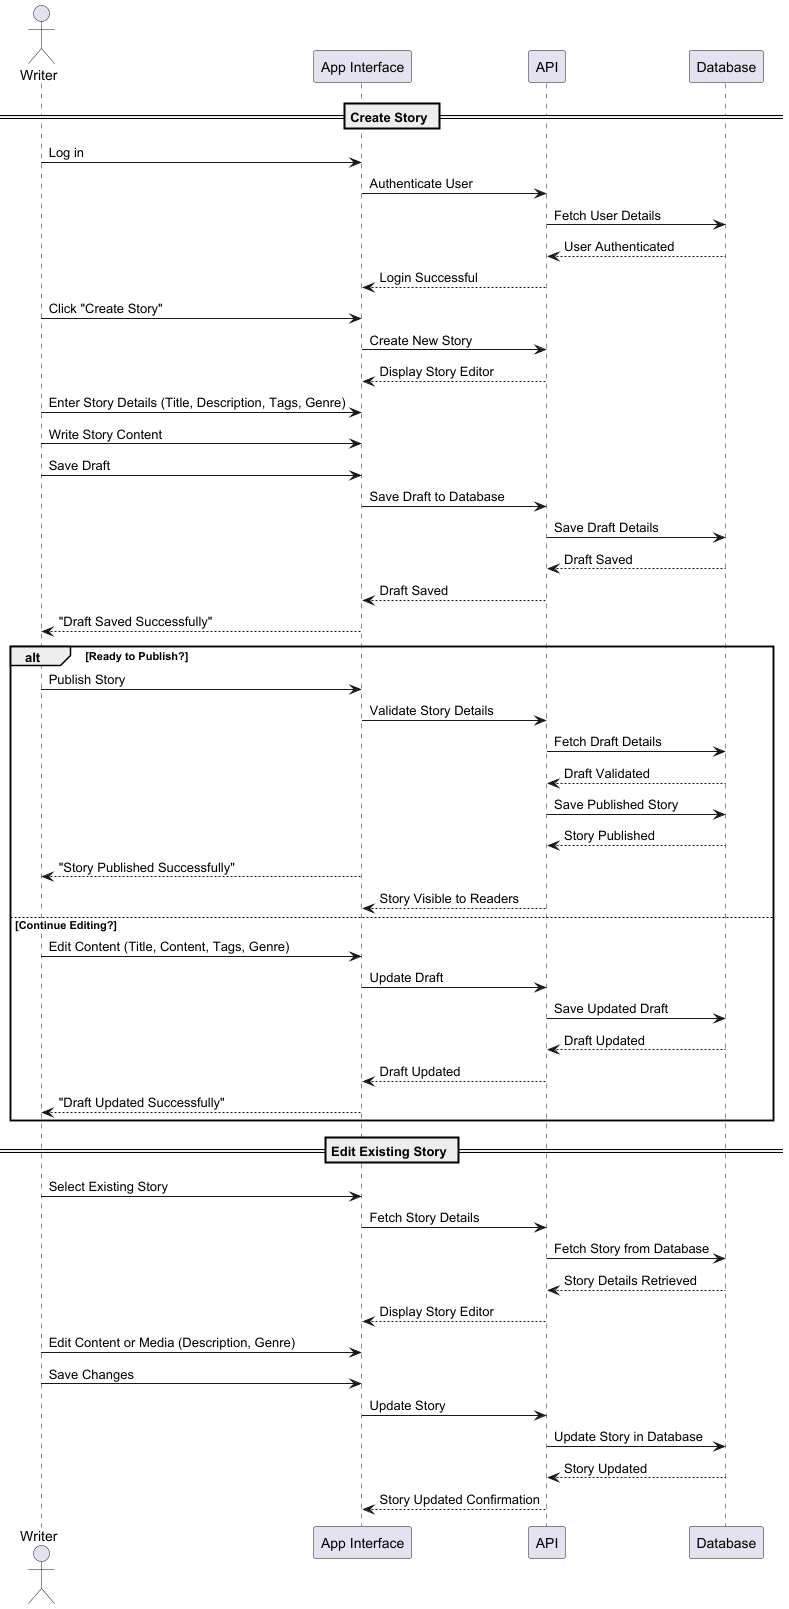 Writer
App Interface
API
Database
Create Story
Log in
Authenticate User
Fetch User Details
User Authenticated
Login Successful
Click "Create Story"
Create New Story
Display Story Editor
Enter Story Details (Title, Description, Tags, Genre)
Write Story Content
Save Draft
Save Draft to Database
Save Draft Details
Draft Saved
Draft Saved
"Draft Saved Successfully"
alt
[Ready to Publish?]
Publish Story
Validate Story Details
Fetch Draft Details
Draft Validated
Save Published Story
Story Published
"Story Published Successfully"
Story Visible to Readers
[Continue Editing?]
Edit Content (Title, Content, Tags, Genre)
Update Draft
Save Updated Draft
Draft Updated
Draft Updated
"Draft Updated Successfully"
Edit Existing Story
Select Existing Story
Fetch Story Details
Fetch Story from Database
Story Details Retrieved
Display Story Editor
Edit Content or Media (Description, Genre)
Save Changes
Update Story
Update Story in Database
Story Updated
Story Updated Confirmation
Writer
App Interface
API
Database